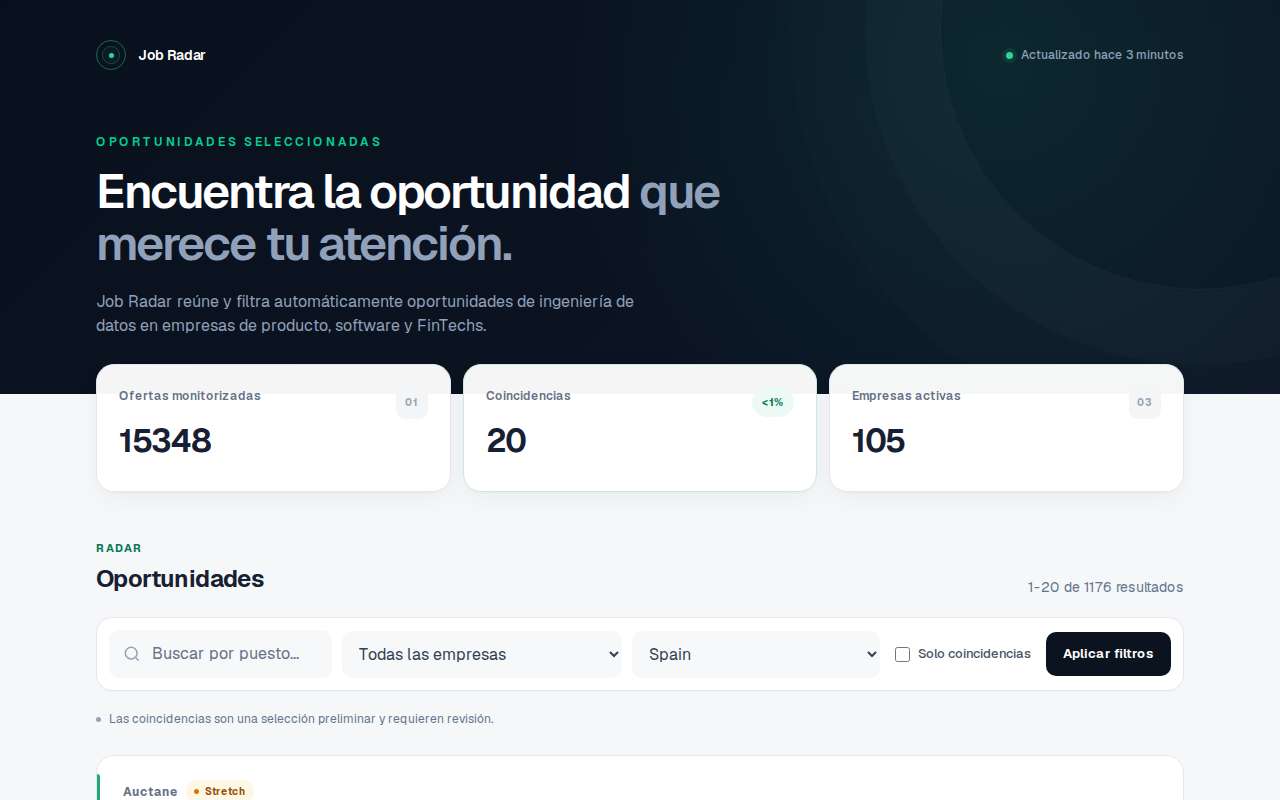 Job Radar
Actualizado hace 3 minutos
OPORTUNIDADES SELECCIONADAS
Encuentra la oportunidad que
merece tu atención.
Job Radar reúne y filtra automáticamente oportunidades de ingeniería de
datos en empresas de producto, software y FinTechs.
Ofertas monitorizadas
01
15348
Coincidencias
<1%
20
Empresas activas
03
105
RADAR
Oportunidades
1–20 de 1176 resultados
Buscar por puesto...
Todas las empresas
Spain
Solo coincidencias
Aplicar filtros
Las coincidencias son una selección preliminar y requieren revisión.
Auctane
Stretch